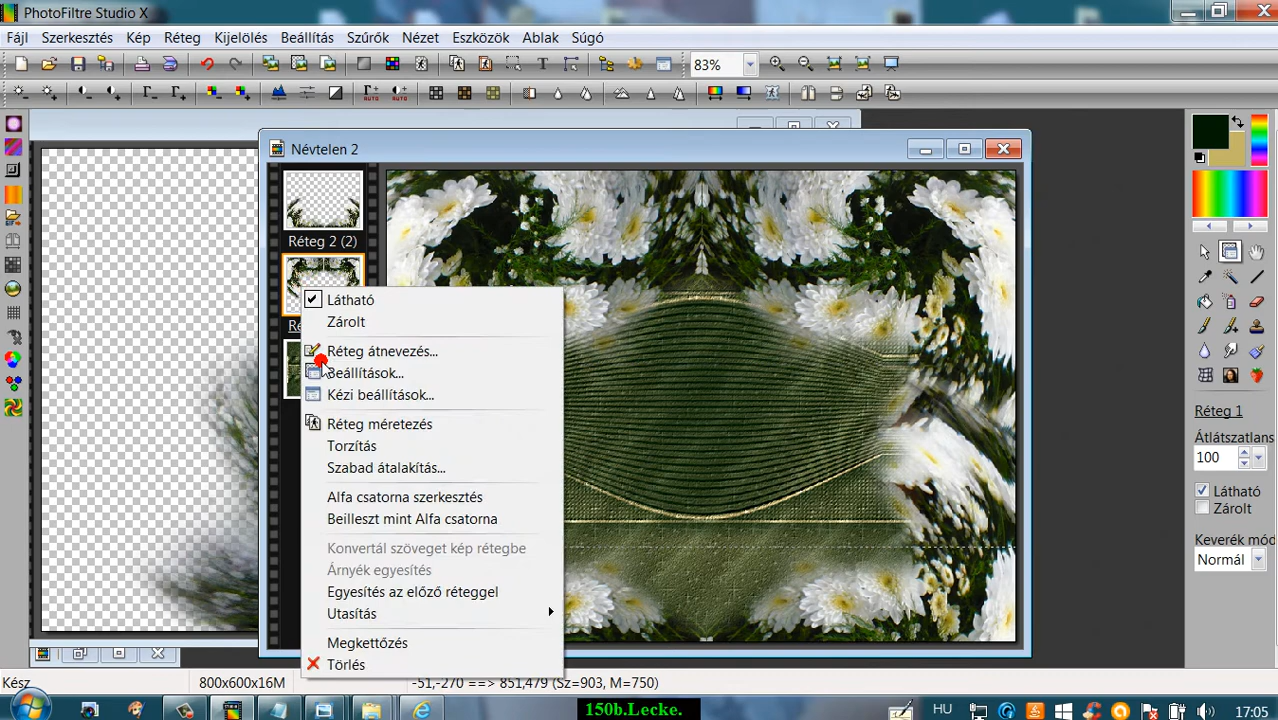 PhotoFiltre Studio X
Fájl Szerkesztés Kép Réteg Kijelölés Beállítás Szűrők Nézet Eszközök Ablak Súgó
83%
AUTO AUTO
Névtelen 2
Réteg 2 (2)
Látható
Zárolt
Réteg átnevezés...
Beállítások...
Kézi beállítások...
Réteg méretezés
Torzítás
Szabad átalakítás...
Alfa csatorna szerkesztés
Beilleszt mint Alfa csatorna
Konvertál szöveget kép rétegbe
Árnyék egyesítés
Egyesítés az előző réteggel
Utasítás
Megkettőzés
Törlés
Réteg 1
Átlátszatlans
100
Látható
Zárolt
Keverék mód
Normál
Kész 800x600x16M -51,-270 ==> 851,479 (Sz=903, M=750)
150b.Lecke.
HU 17:05